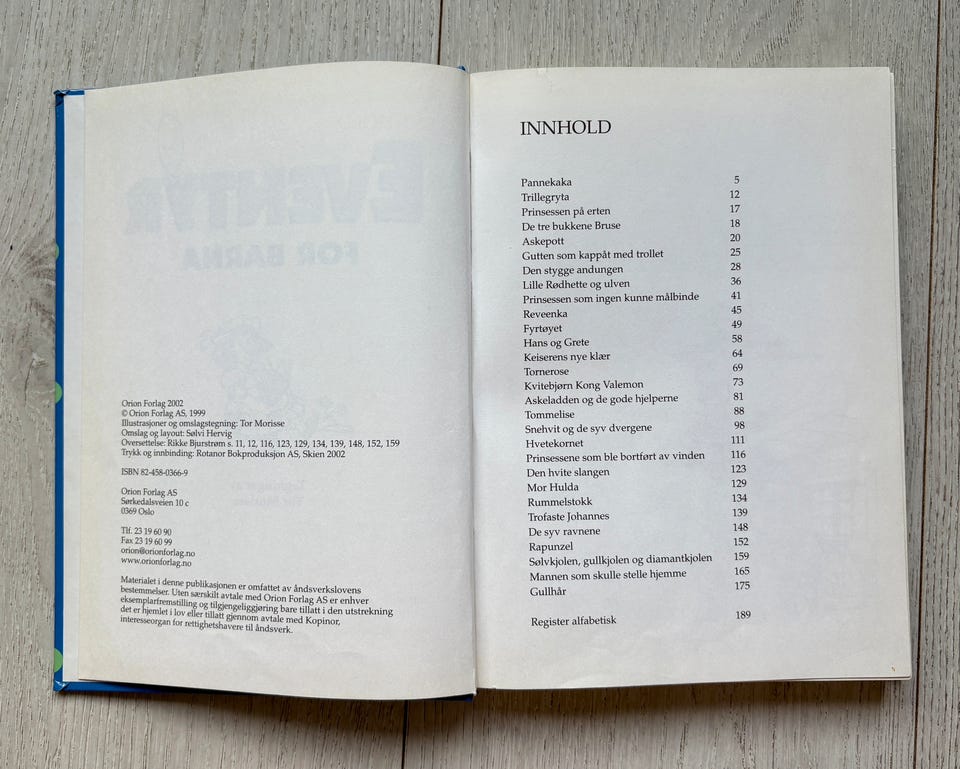 EVENTYR
FOR BARNA
Orion Forlag 2002
© Orion Forlag AS, 1999
Illustrasjoner og omslagstegning: Tor Morisse
Omslag og layout: Sølvi Hervig
Oversettelse: Rikke Bjurstrøm s. 11, 12, 116, 123, 129, 134, 139, 148, 152, 159
Trykk og innbinding: Rotanor Bokproduksjon AS, Skien 2002
ISBN 82-458-0366-9
Orion Forlag AS
Sørkedalsveien 10 c
0369 Oslo
Tlf. 23 19 60 90
Fax 23 19 60 99
orion@orionforlag.no
www.orionforlag.no
Materialet i denne publikasjonen er omfattet av åndsverkslovens
bestemmelser. Uten særskilt avtale med Orion Forlag AS er enhver
eksemplarfremstilling og tilgjengeliggjøring bare tillatt i den utstrekning
det er hjemlet i lov eller tillatt gjennom avtale med Kopinor,
interesseorgan for rettighetshavere til åndsverk.
INNHOLD
Pannekaka 5
Trillegryta 12
Prinsessen på erten 17
De tre bukkene Bruse 18
Askepott 20
Gutten som kappåt med trollet 25
Den stygge andungen 28
Lille Rødhette og ulven 36
Prinsessen som ingen kunne målbinde 41
Reveenka 45
Fyrtøyet 49
Hans og Grete 58
Keiserens nye klær 64
Tornerose 69
Kvitebjørn Kong Valemon 73
Askeladden og de gode hjelperne 81
Tommelise 88
Snehvit og de syv dvergene 98
Hvetekornet 111
Prinsessene som ble bortført av vinden 116
Den hvite slangen 123
Mor Hulda 129
Rummelstokk 134
Trofaste Johannes 139
De syv ravnene 148
Rapunzel 152
Sølvkjolen, gullkjolen og diamantkjolen 159
Mannen som skulle stelle hjemme 165
Gullhår 175
Register alfabetisk 189